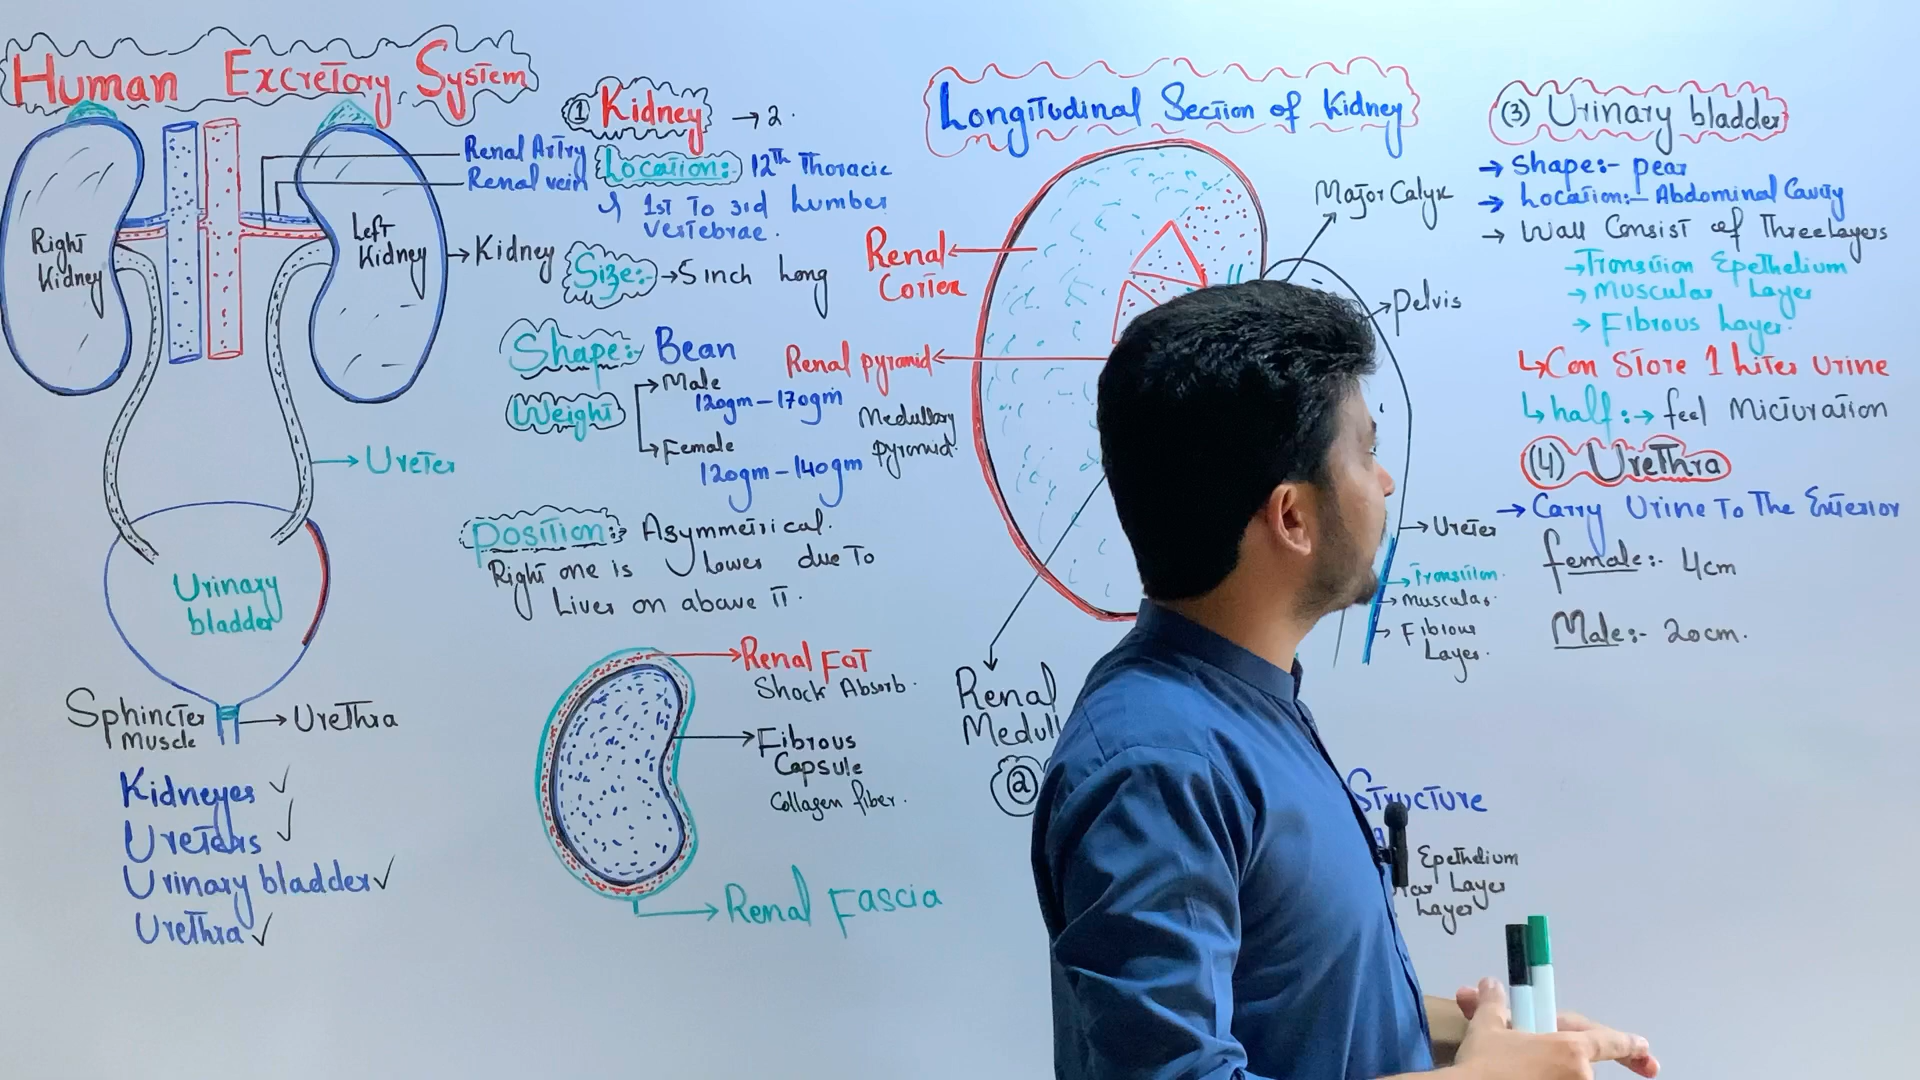 Human Excretory System
Right
Kidney
Left
Kidney
Renal Artry
Renal vein
→ Kidney
→ Ureter
Urinary
bladder
Sphincter
Muscle
→ Urethra
Kidneyes ✓
✓
Urinary bladder ✓
Urethra ✓
① Kidney → 2.
Location:- 12th Thoracic
1st To 3rd Lumber
vertebrae.
Size:- → 5 inch Long
Shape:- Bean
Weight
→ Male
120gm – 170gm
→ Female
120gm – 140gm
Position:- Asymmetrical.
Right one is Lower due To
Liver on above iT.
→ Renal FaT
Shock Absorb.
→ Fibrous
Capsule
Collagen fiber.
→ Renal Fascia
Longitudinal Section of Kidney
Renal
Cortex
Renal pyramid
Medullary
pyramid.
Major Calyx
Pelvis
→ Ureter
→ Transition.
→ Muscular.
→ Fibrous
Layer.
Renal
②
Structure
Epethelium
Layer
Layer
(3) Urinary bladder
→ Shape:- pear
→ Location:- Abdominal Cavity
→ Wall Consist of Three Layers
→ Transition Epethelium
→ Muscular Layer
→ Fibrous Layer.
↳ Can Store 1 Liter Urine
↳ half:→ feel Micturation
(4) Urethra
→ Carry Urine To The Exterior
female:- 4cm
Male:- 20cm.